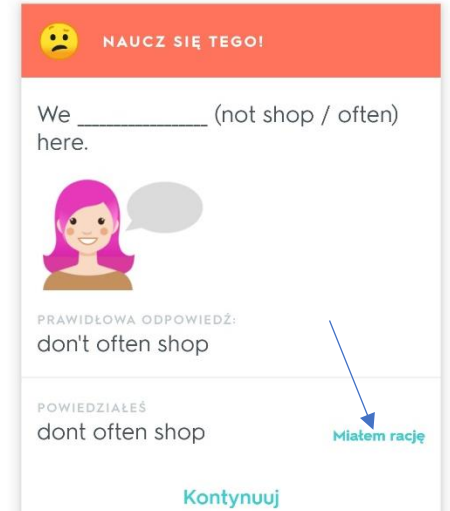 NAUCZ SIĘ TEGO!
We ________________ (not shop / often)
here.
PRAWIDŁOWA ODPOWIEDŹ:
don't often shop
POWIEDZIAŁEŚ
dont often shop
Miałem rację
Kontynuuj